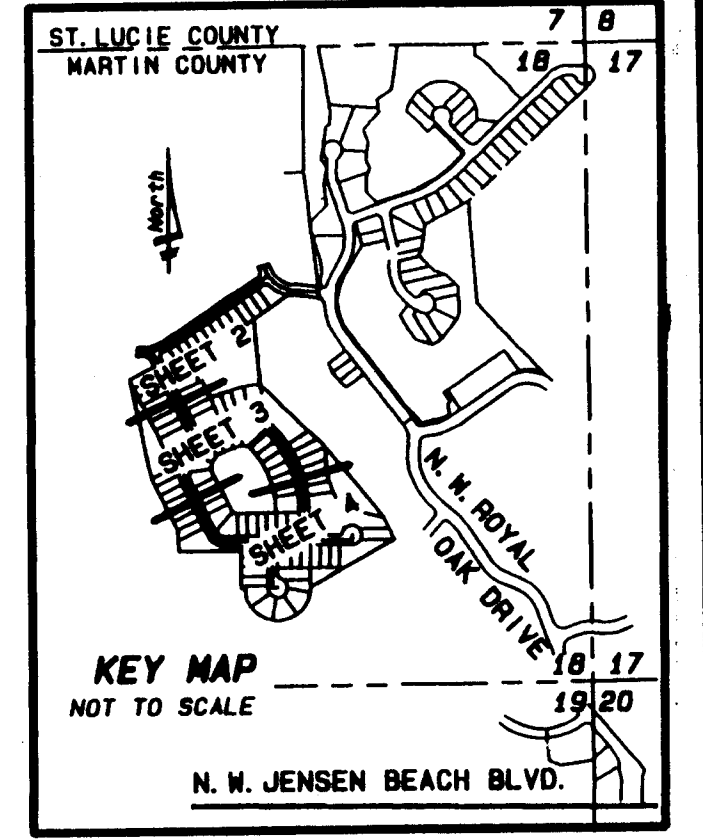 ST. LUCIE COUNTY
MARTIN COUNTY
7 8
18 17
North
SHEET 2
SHEET 3
SHEET 4
N. W. ROYAL
OAK DRIVE
KEY MAP
NOT TO SCALE
18 17
19 20
N. W. JENSEN BEACH BLVD.